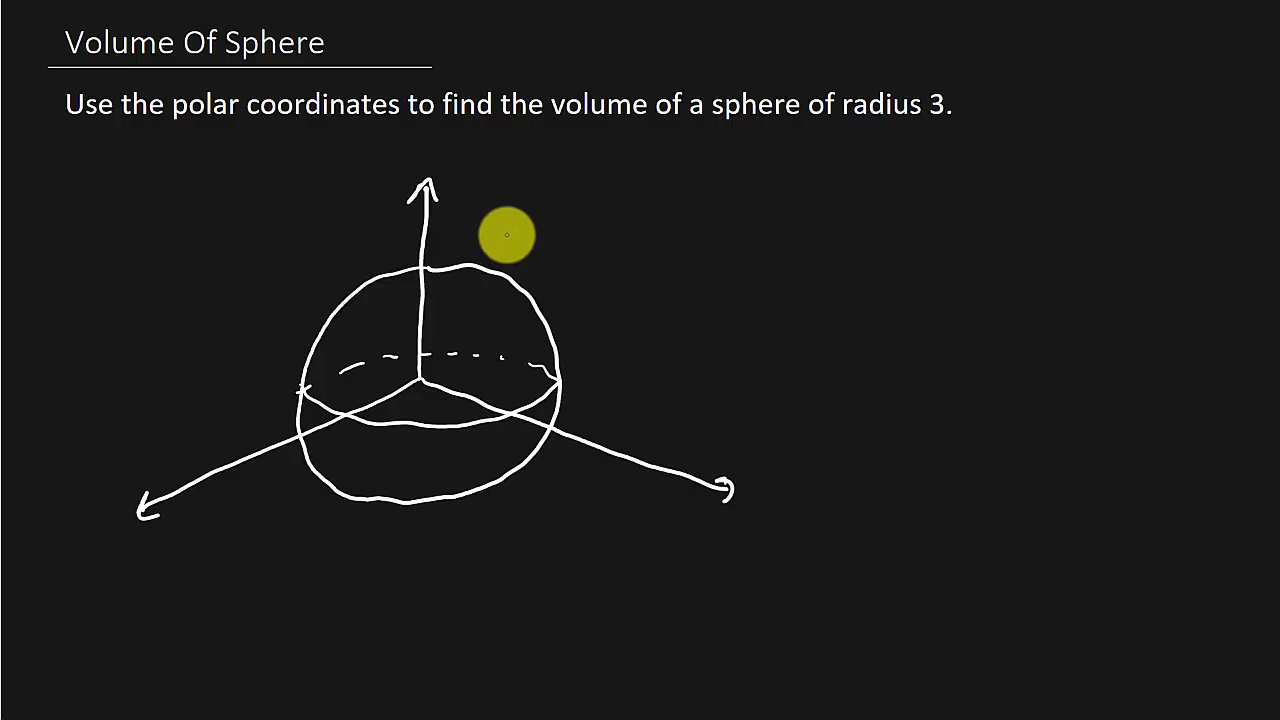 Volume Of Sphere
Use the polar coordinates to find the volume of a sphere of radius 3.